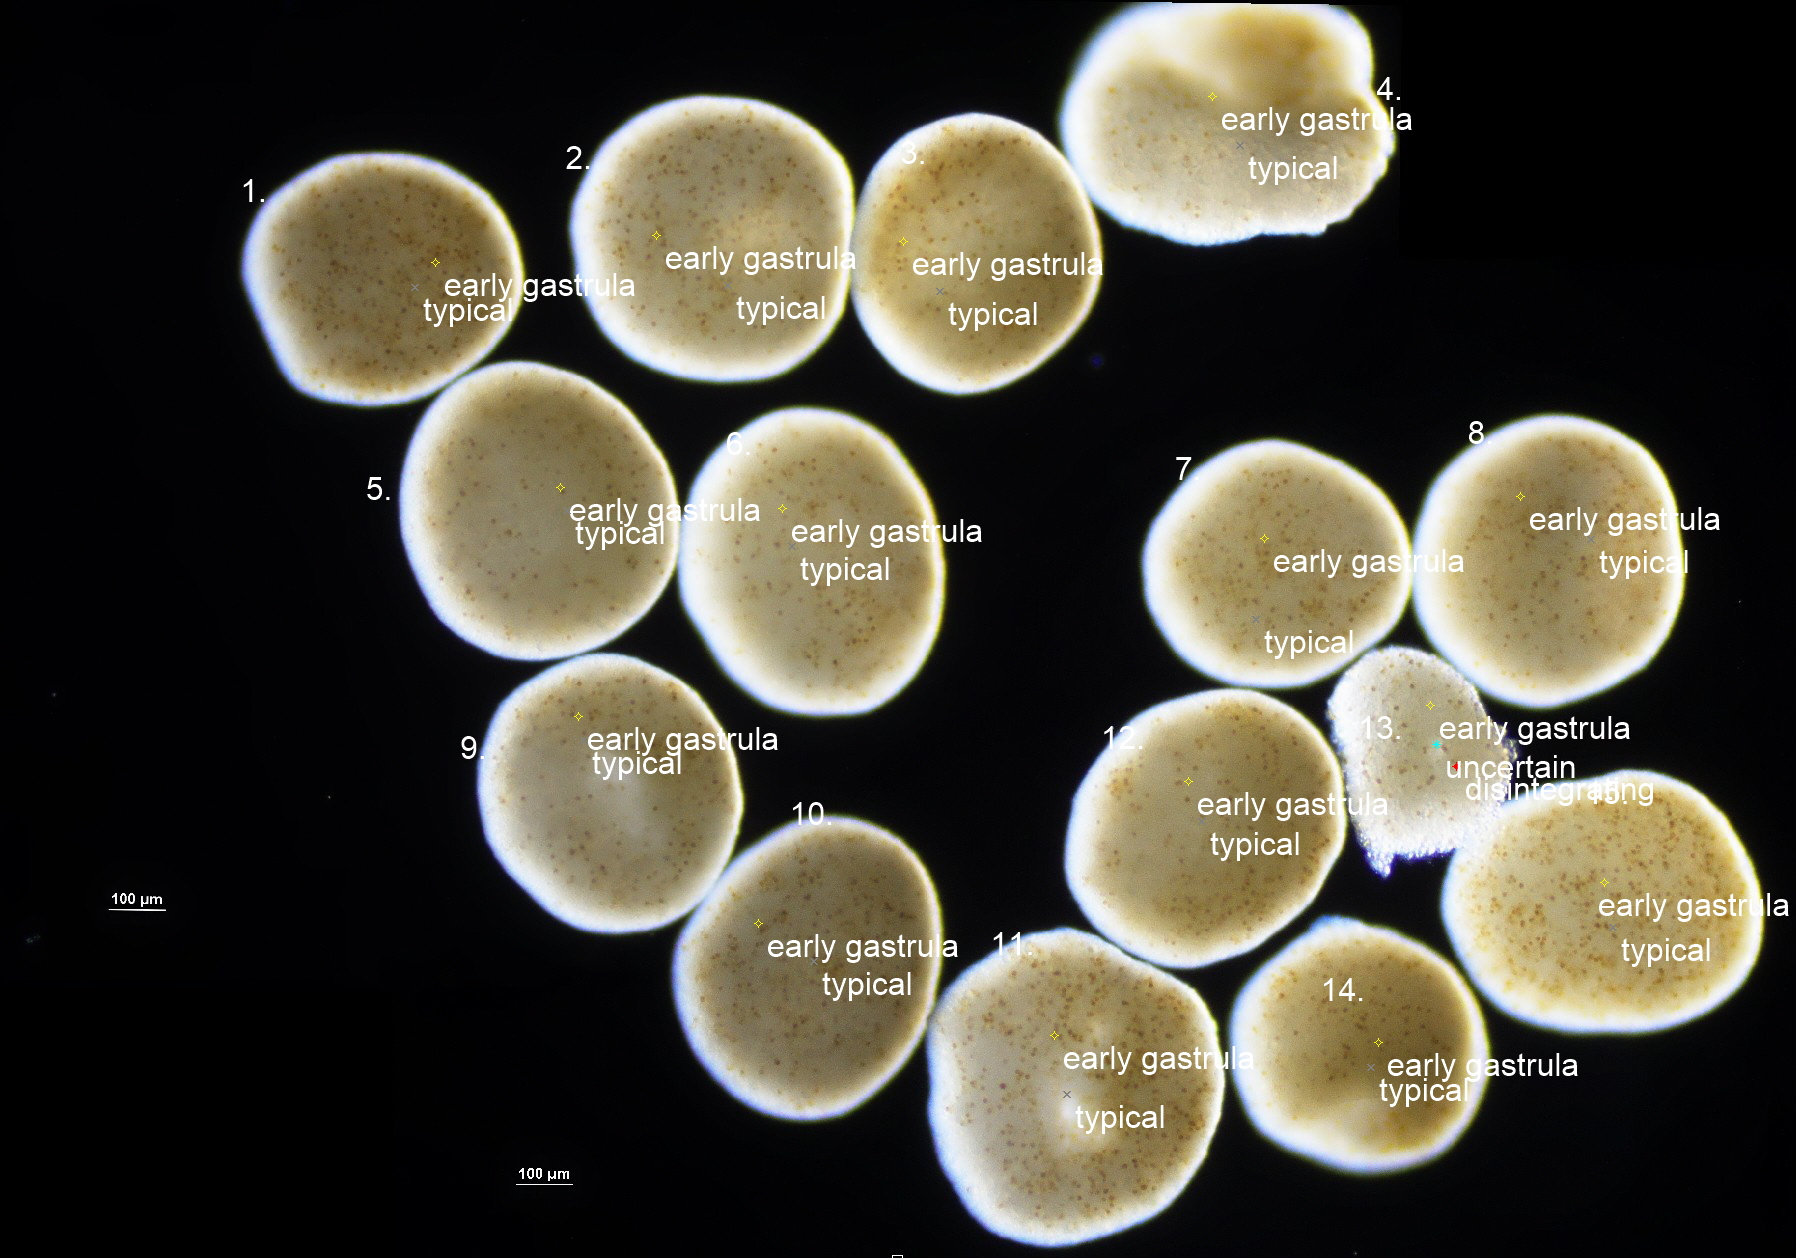 4.
early gastrula
typical
3.
early gastrula
typical
2.
early gastrula
typical
1.
early gastrula
typical
5.
early gastrula
typical
6.
early gastrula
typical
7.
early gastrula
typical
8.
early gastrula
typical
9.
early gastrula
typical
10.
early gastrula
typical
12.
early gastrula
typical
13.
early gastrula
uncertain
disintegrating
15.
early gastrula
typical
11.
early gastrula
typical
14.
early gastrula
typical
100 µm
100 µm